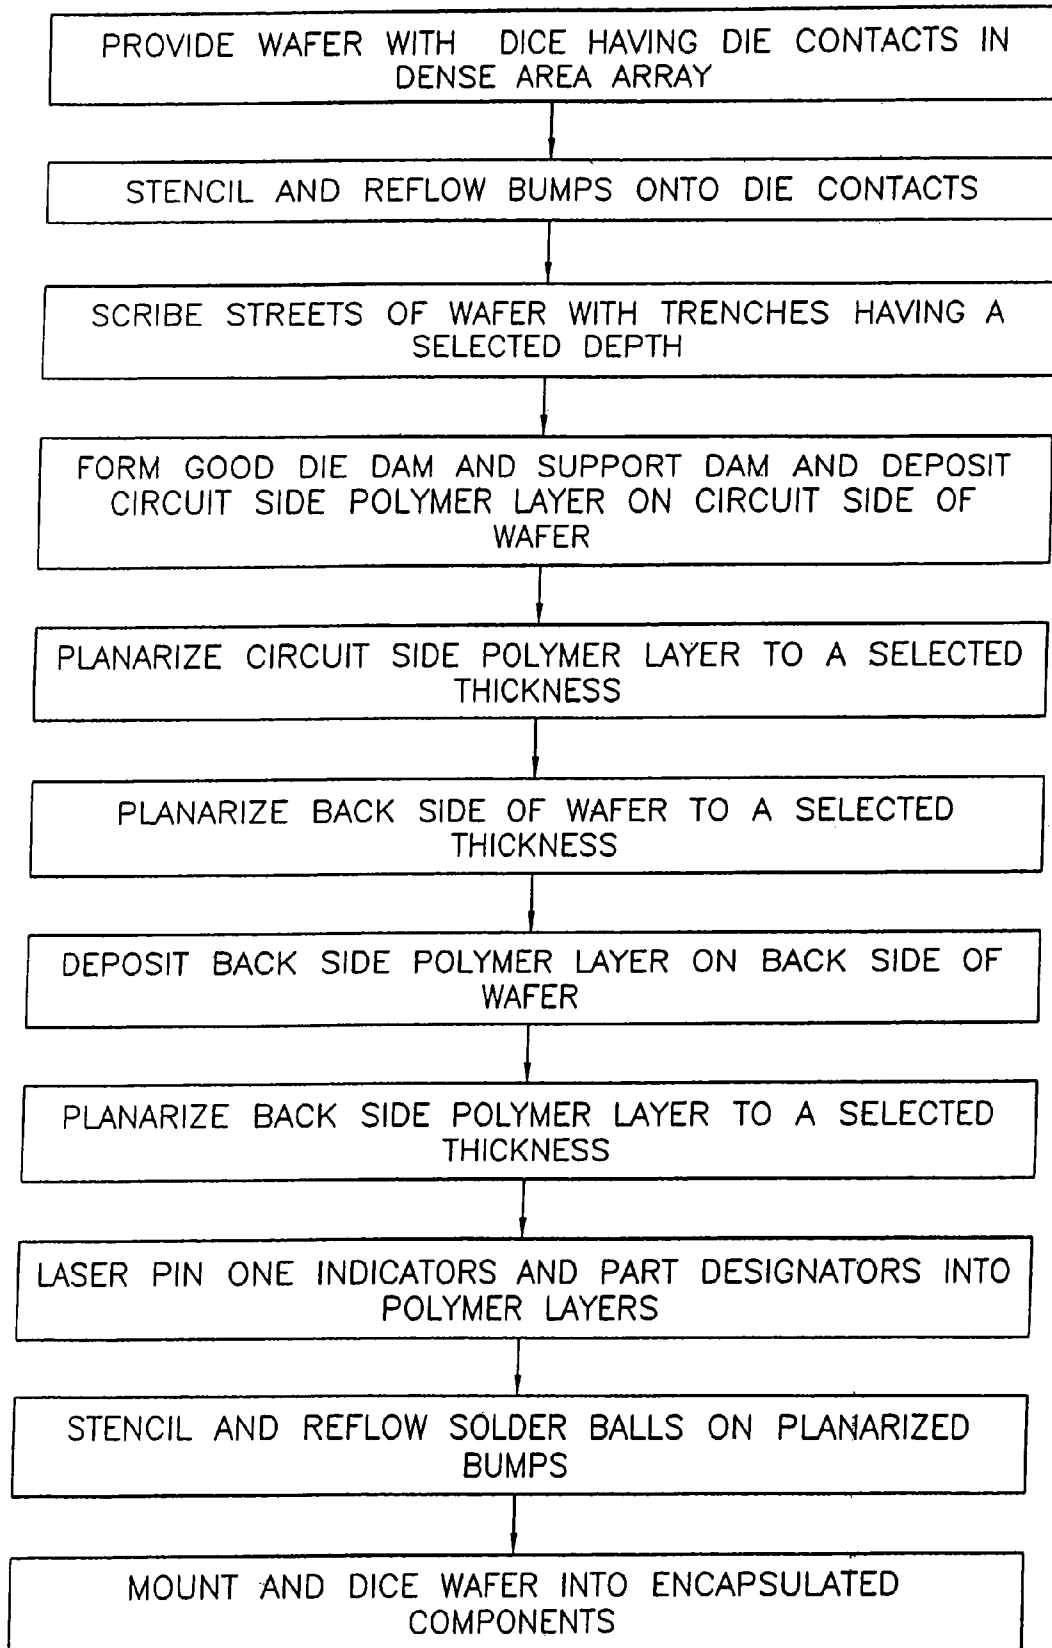 PROVIDE WAFER WITH DICE HAVING DIE CONTACTS IN
DENSE AREA ARRAY
STENCIL AND REFLOW BUMPS ONTO DIE CONTACTS
SCRIBE STREETS OF WAFER WITH TRENCHES HAVING A
SELECTED DEPTH
FORM GOOD DIE DAM AND SUPPORT DAM AND DEPOSIT
CIRCUIT SIDE POLYMER LAYER ON CIRCUIT SIDE OF
WAFER
PLANARIZE CIRCUIT SIDE POLYMER LAYER TO A SELECTED
THICKNESS
PLANARIZE BACK SIDE OF WAFER TO A SELECTED
THICKNESS
DEPOSIT BACK SIDE POLYMER LAYER ON BACK SIDE OF
WAFER
PLANARIZE BACK SIDE POLYMER LAYER TO A SELECTED
THICKNESS
LASER PIN ONE INDICATORS AND PART DESIGNATORS INTO
POLYMER LAYERS
STENCIL AND REFLOW SOLDER BALLS ON PLANARIZED
BUMPS
MOUNT AND DICE WAFER INTO ENCAPSULATED
COMPONENTS